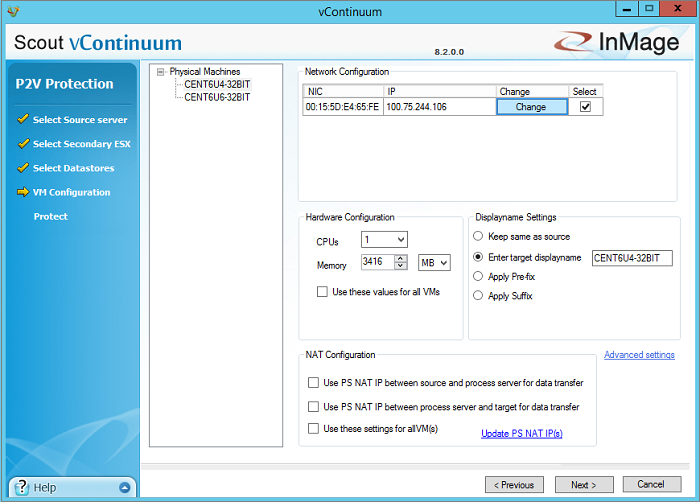 vContinuum
Scout vContinuum
8.2.0.0
InMage
P2V Protection
Select Source server
Select Secondary ESX
Select Datastores
VM Configuration
Protect
Help
Physical Machines
CENT6U4-32BIT
CENT6U6-32BIT
Network Configuration
NIC IP Change Select
00:15:5D:E4:65:FE 100.75.244.106 Change
Hardware Configuration
CPUs 1
Memory 3416 MB
Use these values for all VMs
Displayname Settings
Keep same as source
Enter target displayname CENT6U4-32BIT
Apply Pre-fix
Apply Suffix
NAT Configuration
Advanced settings
Use PS NAT IP between source and process server for data transfer
Use PS NAT IP between process server and target for data transfer
Use these settings for allVM(s)
Update PS NAT IP(s)
< Previous Next > Cancel